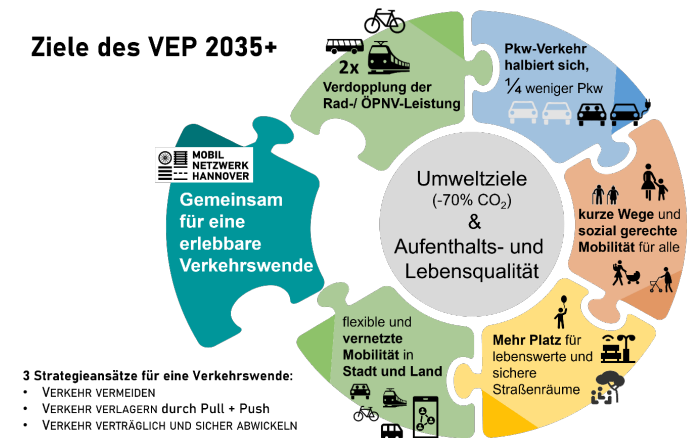 Ziele des VEP 2035+
2x
Verdopplung der
Rad-/ ÖPNV-Leistung
Pkw-Verkehr
halbiert sich,
¼ weniger Pkw
MOBIL
NETZWERK
HANNOVER
Gemeinsam
für eine
erlebbare
Verkehrswende
Umweltziele
(-70% CO₂)
&
Aufenthalts- und
Lebensqualität
kurze Wege und
sozial gerechte
Mobilität für alle
flexible und
vernetzte
Mobilität in
Stadt und Land
Mehr Platz für
lebenswerte und
sichere
Straßenräume
3 Strategieansätze für eine Verkehrswende:
• VERKEHR VERMEIDEN
• VERKEHR VERLAGERN durch Pull + Push
• VERKEHR VERTRÄGLICH UND SICHER ABWICKELN